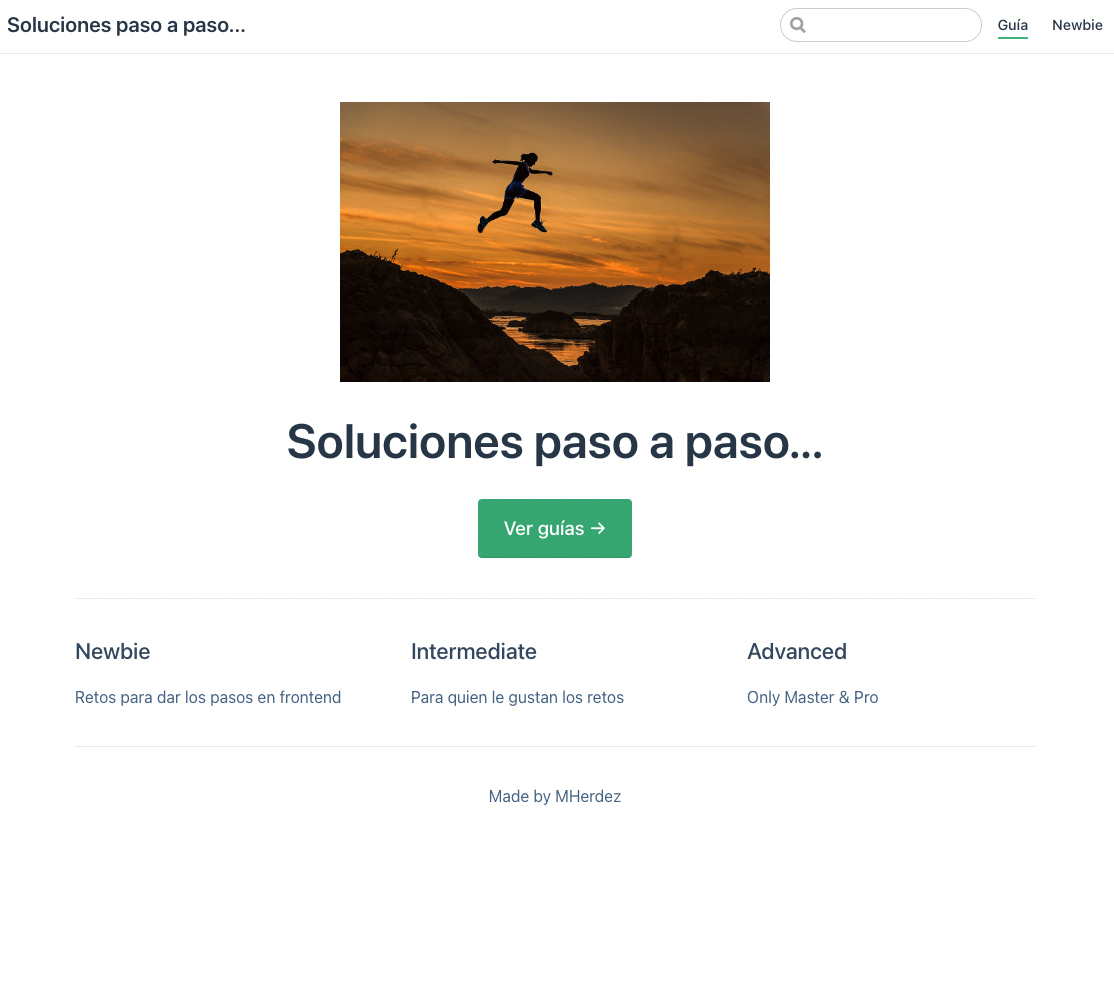 Soluciones paso a paso...
Guía
Newbie
Soluciones paso a paso...
Ver guías →
Newbie
Intermediate
Advanced
Retos para dar los pasos en frontend
Para quien le gustan los retos
Only Master & Pro
Made by MHerdez